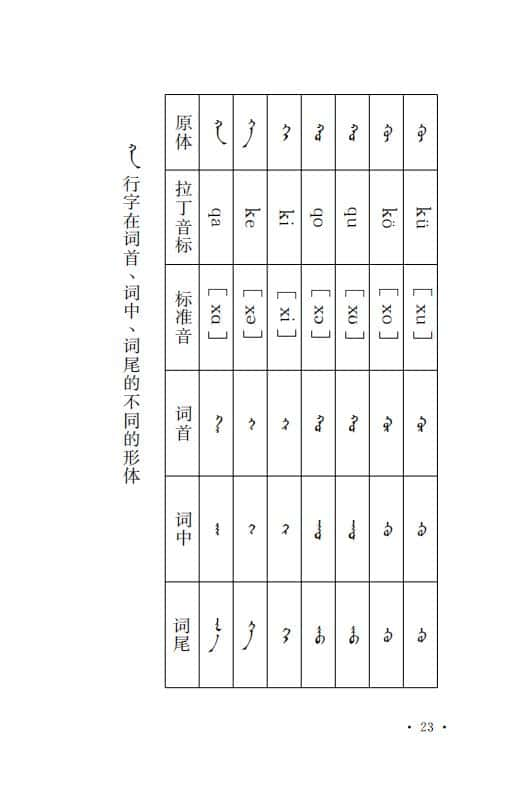 ᠬᠠ 行字在词首、词中、词尾的不同的形体
原体 拉丁音标 标准音 词首 词中 词尾
ᠬᠠ qa [xɑ] ᠬᠠ‍ ‍ᠬᠠ‍ ‍ᠬᠠ
ᠬᠡ ke [xə] ᠬᠡ‍ ‍ᠬᠡ‍ ‍ᠬᠡ
ᠬᠢ ki [xi] ᠬᠢ‍ ‍ᠬᠢ‍ ‍ᠬᠢ
ᠬᠣ qo [xɔ] ᠬᠣ‍ ‍ᠬᠣ‍ ‍ᠬᠣ
ᠬᠤ qu [xʊ] ᠬᠤ‍ ‍ᠬᠤ‍ ‍ᠬᠤ
ᠬᠥ kö [xo] ᠬᠥ‍ ‍ᠬᠥ‍ ‍ᠬᠥ
ᠬᠦ kü [xu] ᠬᠦ‍ ‍ᠬᠦ‍ ‍ᠬᠦ
· 23 ·